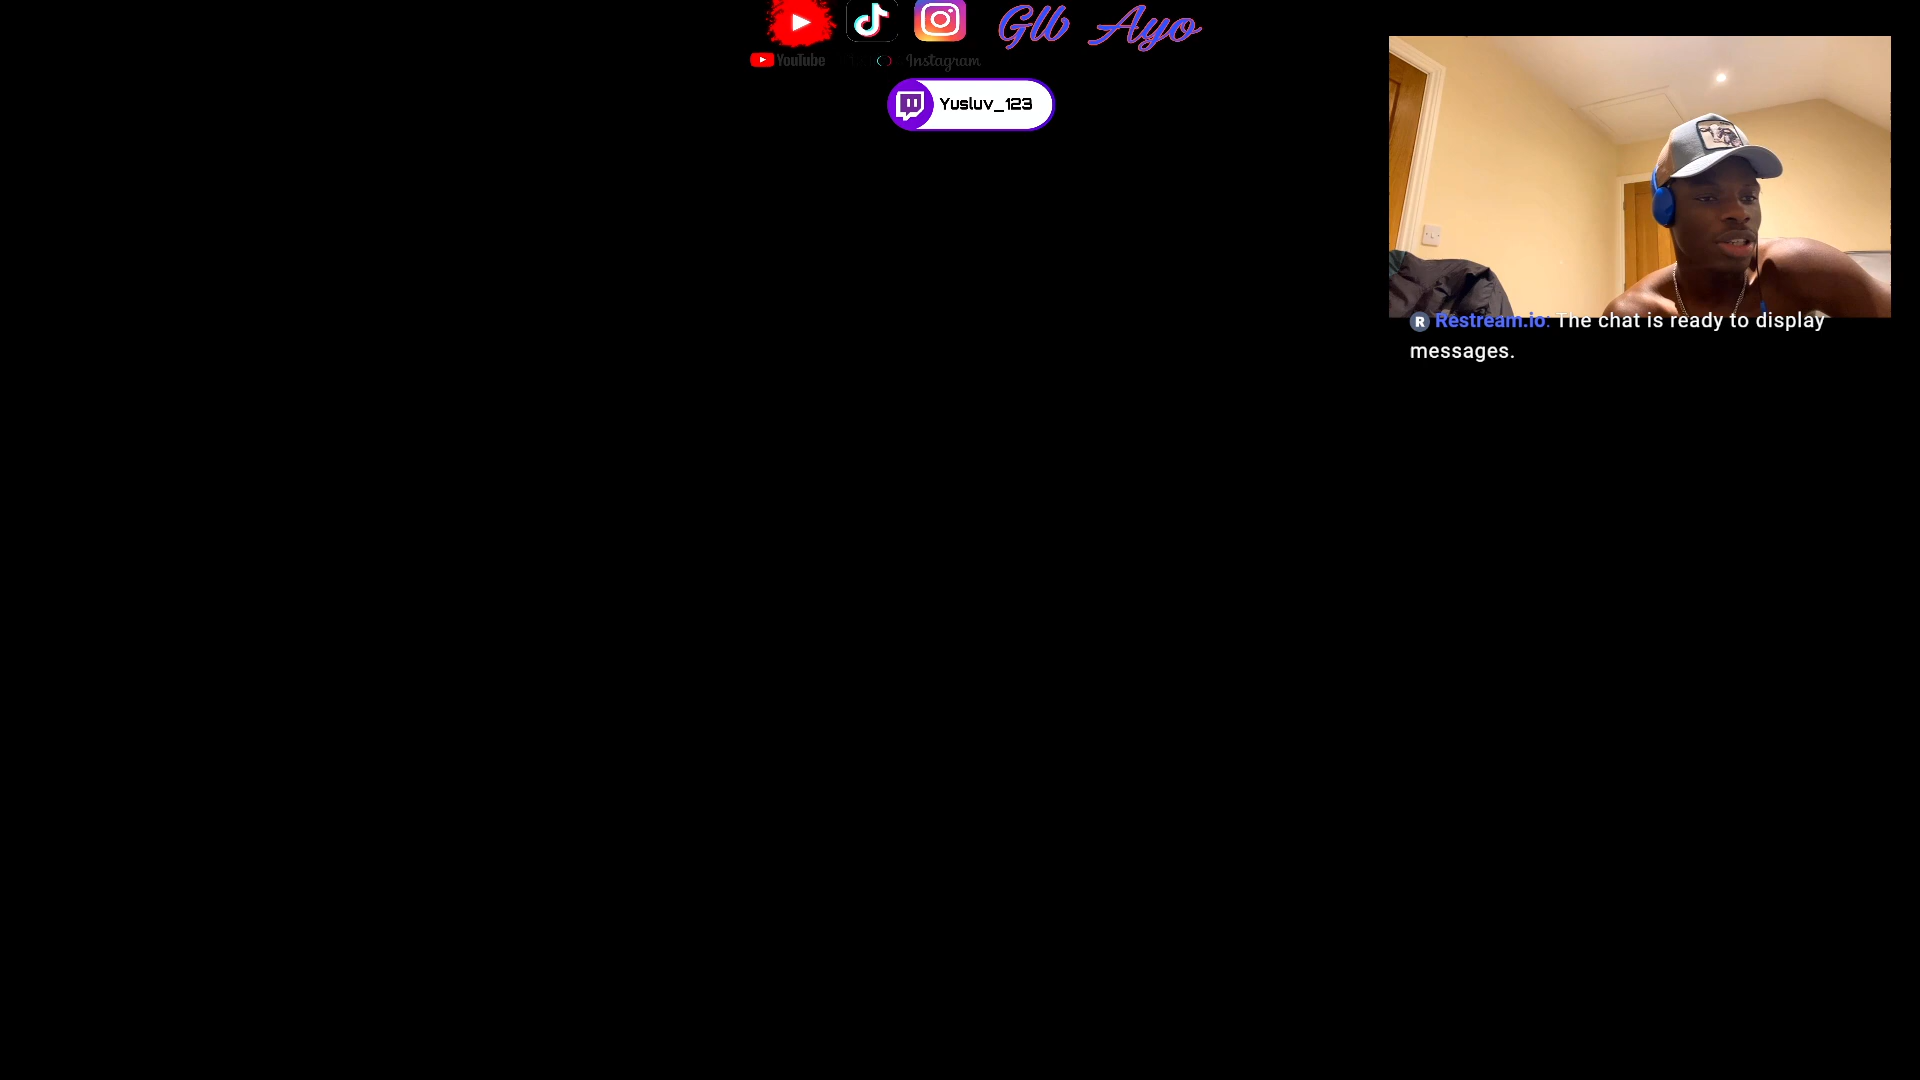 Glb Ayo
YouTube
Instagram
Yusluv_123
R Restream.io: The chat is ready to display
messages.